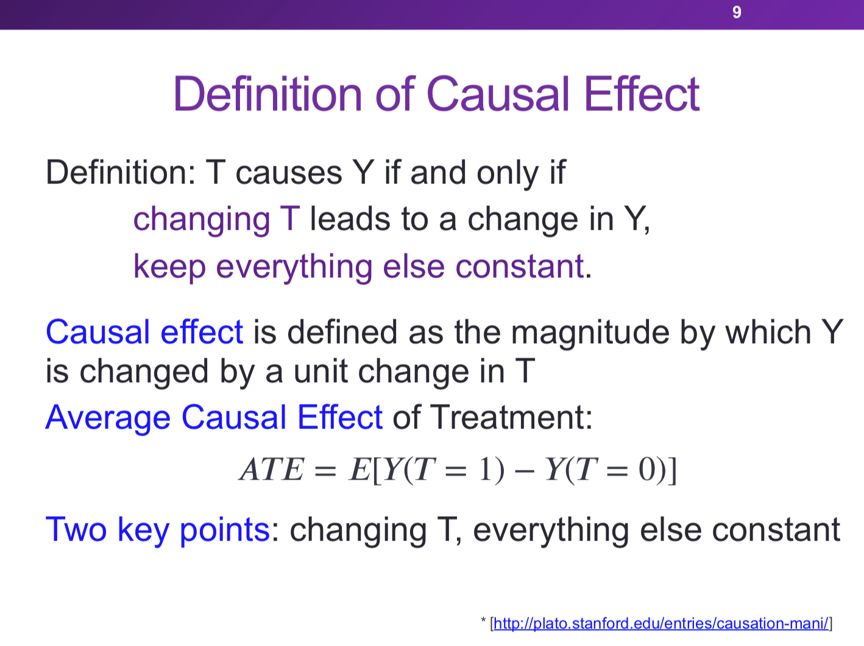 9
Definition of Causal Effect
Definition: T causes Y if and only if
changing T leads to a change in Y,
keep everything else constant.
Causal effect is defined as the magnitude by which Y
is changed by a unit change in T
Average Causal Effect of Treatment:
ATE = E[Y(T = 1) − Y(T = 0)]
Two key points: changing T, everything else constant
* [http://plato.stanford.edu/entries/causation-mani/]